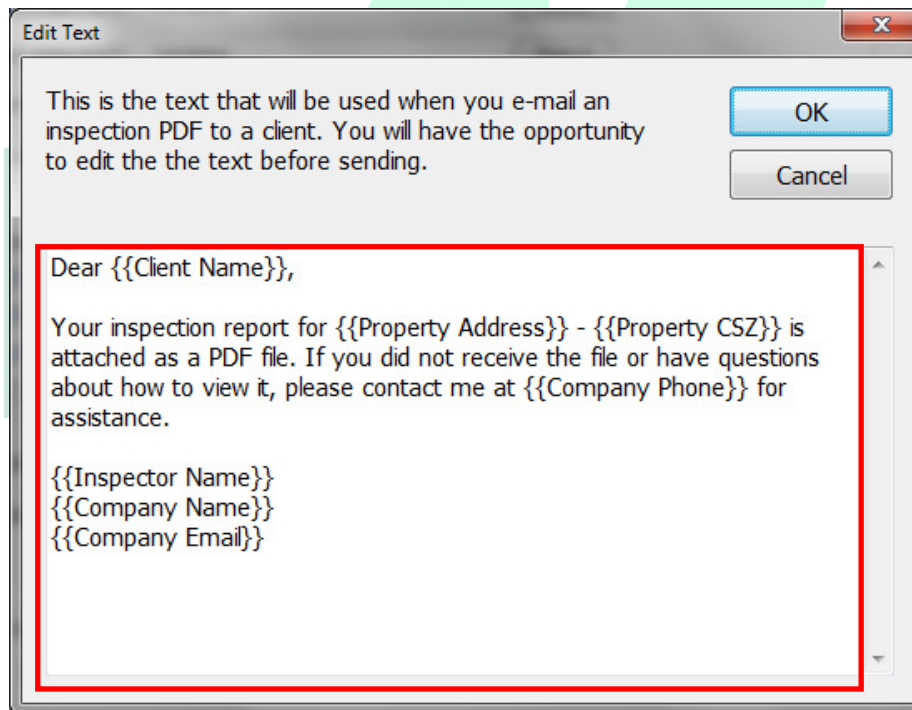 Edit Text
This is the text that will be used when you e-mail an
inspection PDF to a client. You will have the opportunity
to edit the the text before sending.
OK
Cancel
Dear {{Client Name}},
Your inspection report for {{Property Address}} - {{Property CSZ}} is
attached as a PDF file. If you did not receive the file or have questions
about how to view it, please contact me at {{Company Phone}} for
assistance.
{{Inspector Name}}
{{Company Name}}
{{Company Email}}